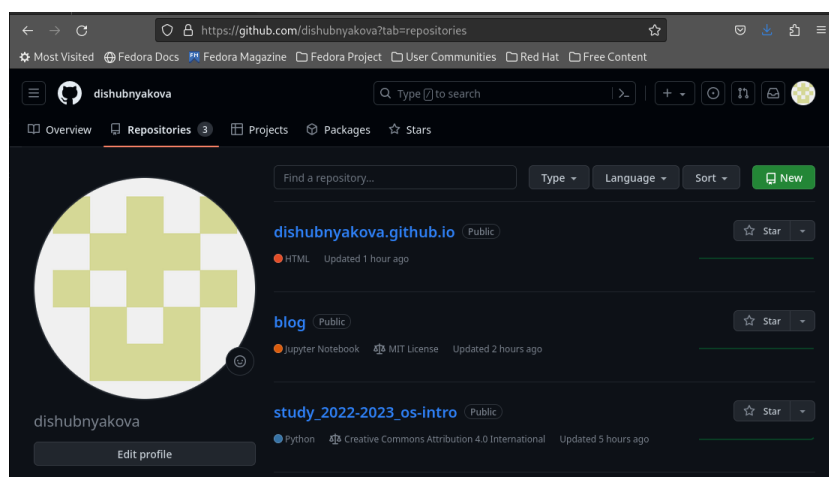 https://github.com/dishubnyakova?tab=repositories
Most Visited Fedora Docs Fedora Magazine Fedora Project User Communities Red Hat Free Content
dishubnyakova Type / to search
Overview Repositories 3 Projects Packages Stars
Find a repository... Type Language Sort New
dishubnyakova.github.io Public Star
HTML Updated 1 hour ago
blog Public Star
Jupyter Notebook MIT License Updated 2 hours ago
study_2022-2023_os-intro Public Star
dishubnyakova
Python Creative Commons Attribution 4.0 International Updated 5 hours ago
Edit profile